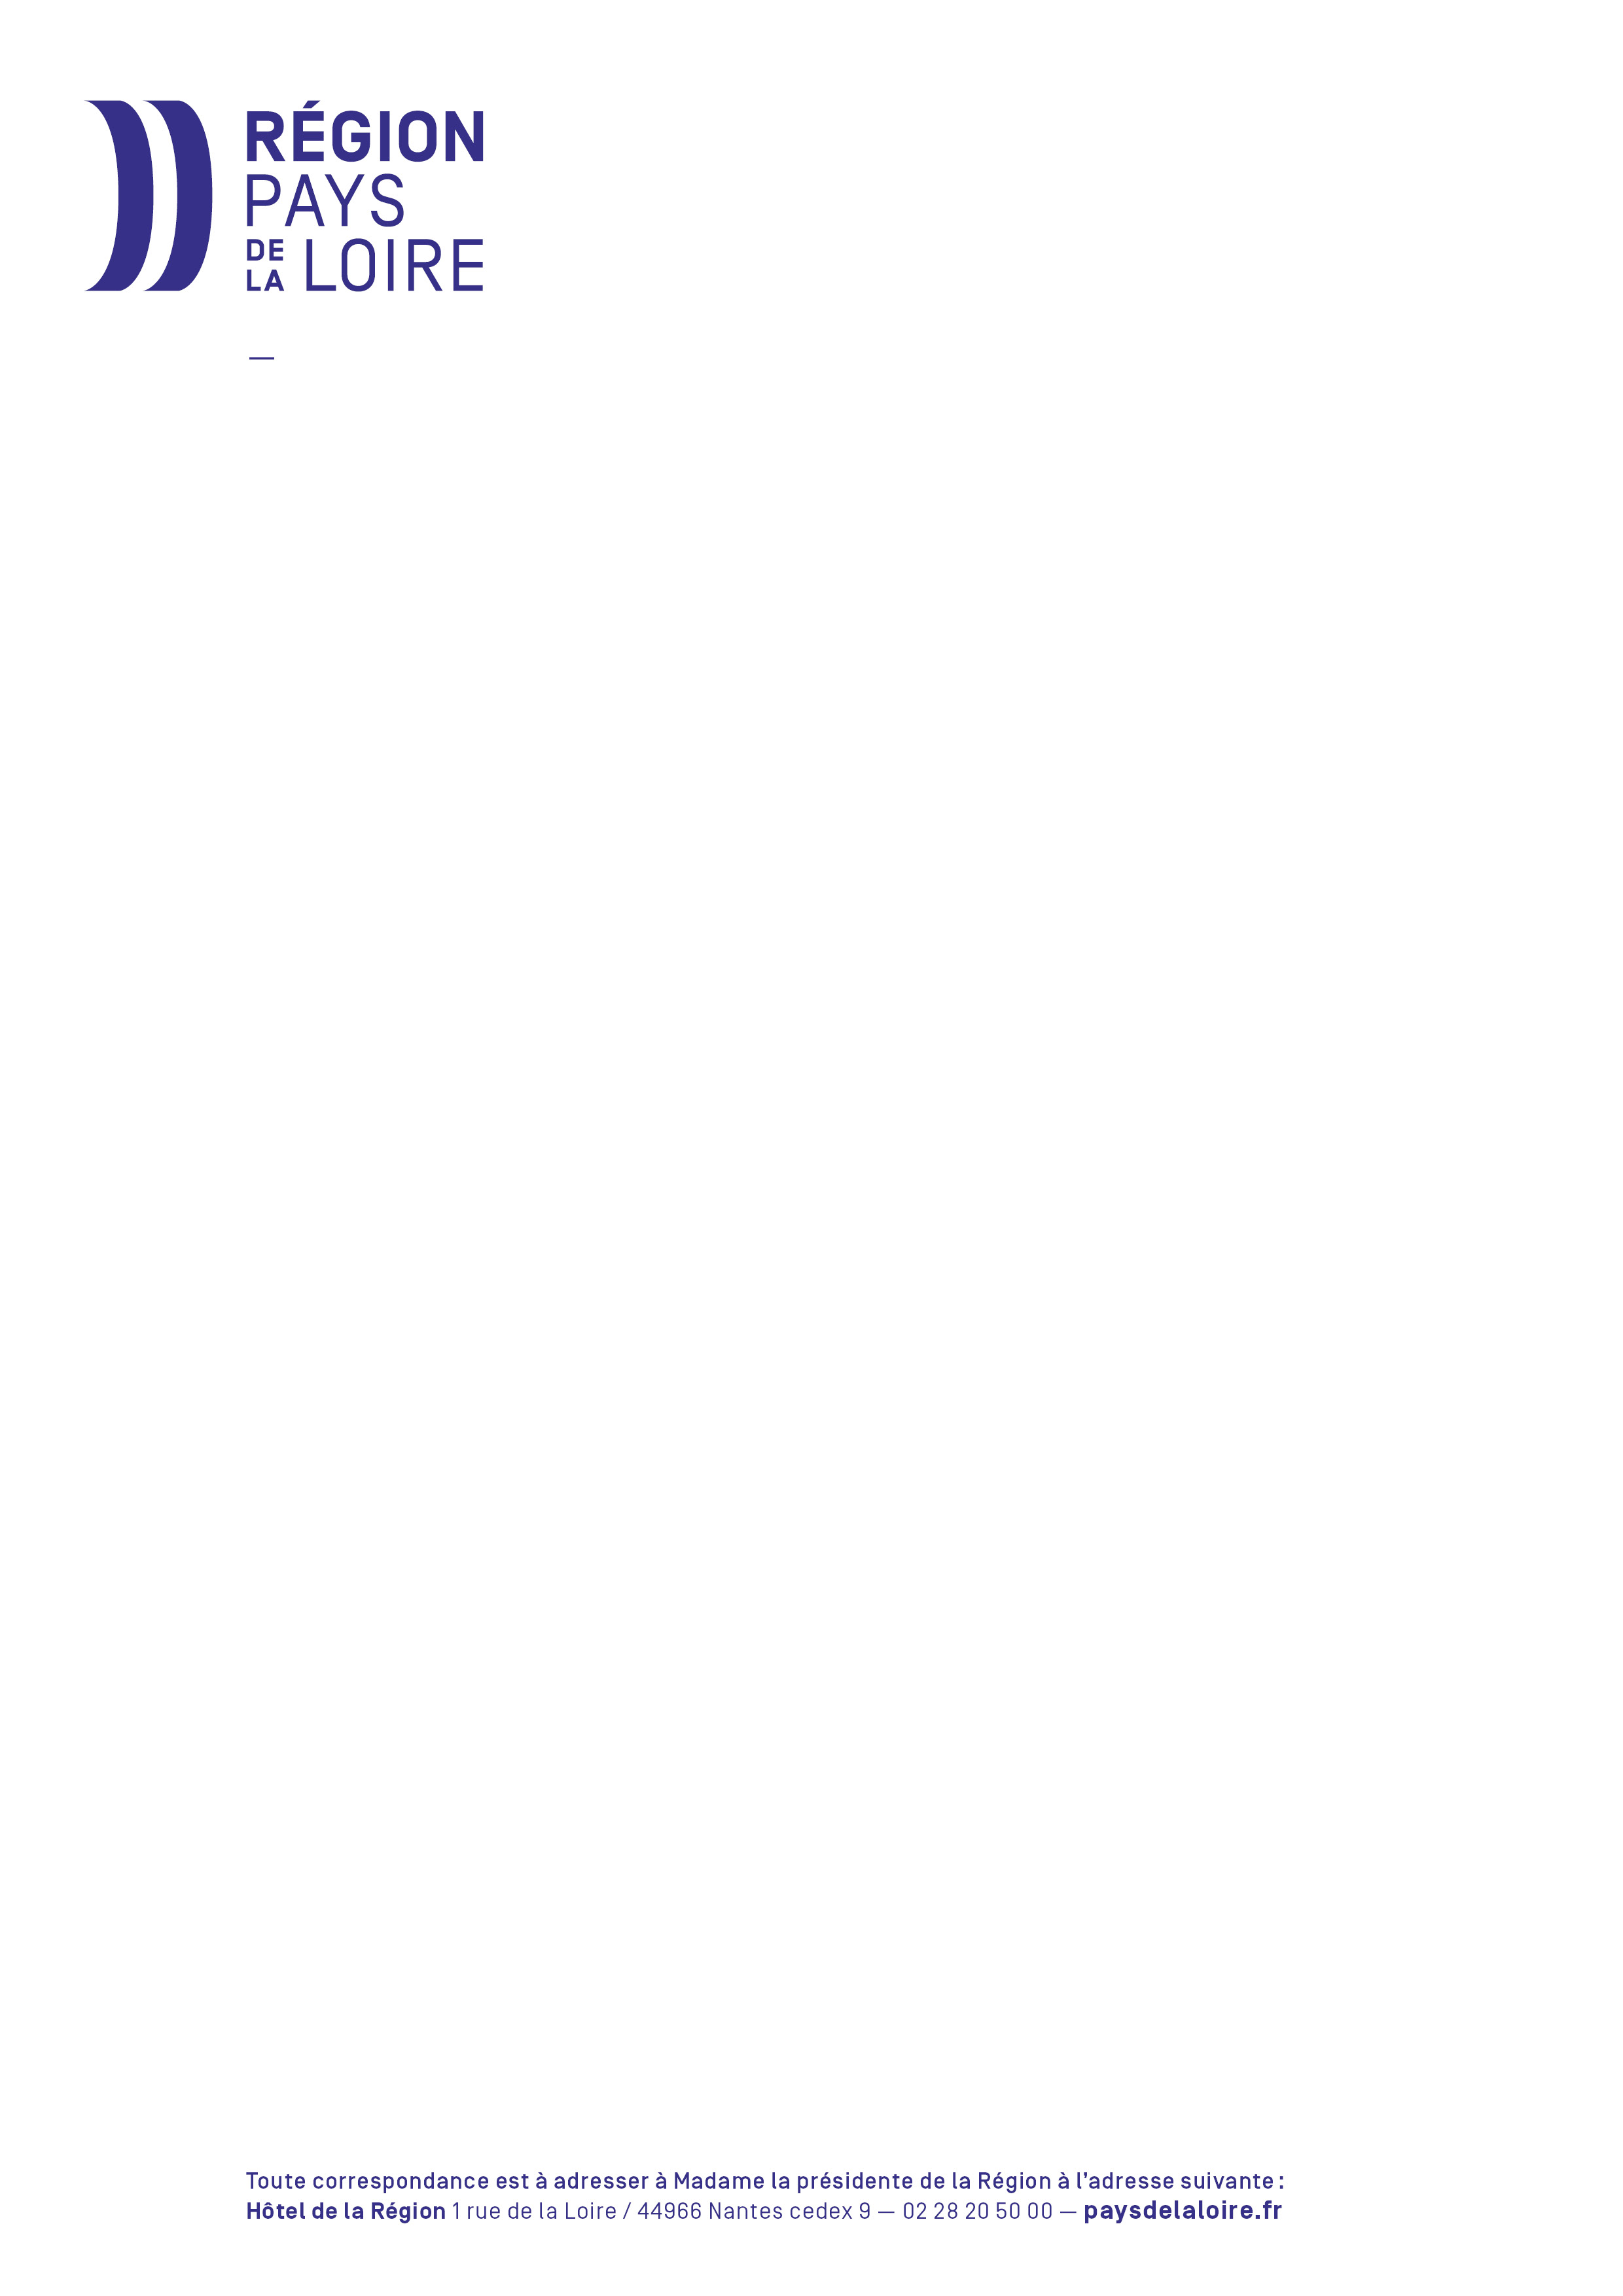 RÉGION
PAYS
DE LA LOIRE
—
Toute correspondance est à adresser à Madame la présidente de la Région à l’adresse suivante :
Hôtel de la Région 1 rue de la Loire / 44966 Nantes cedex 9 — 02 28 20 50 00 — paysdelaloire.fr